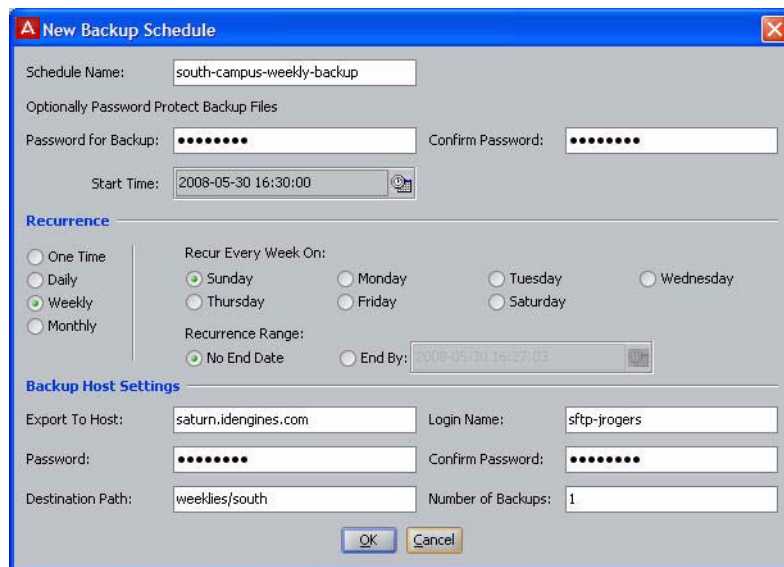 New Backup Schedule
Schedule Name: south-campus-weekly-backup
Optionally Password Protect Backup Files
Password for Backup: ●●●●●●●● Confirm Password: ●●●●●●●●
Start Time: 2008-05-30 16:30:00
Recurrence
One Time
Daily
Weekly
Monthly
Recur Every Week On:
Sunday Monday Tuesday Wednesday
Thursday Friday Saturday
Recurrence Range:
No End Date End By: 2008-05-30 16:27:03
Backup Host Settings
Export To Host: saturn.idengines.com Login Name: sftp-jrogers
Password: ●●●●●●●● Confirm Password: ●●●●●●●●
Destination Path: weeklies/south Number of Backups: 1
OK Cancel